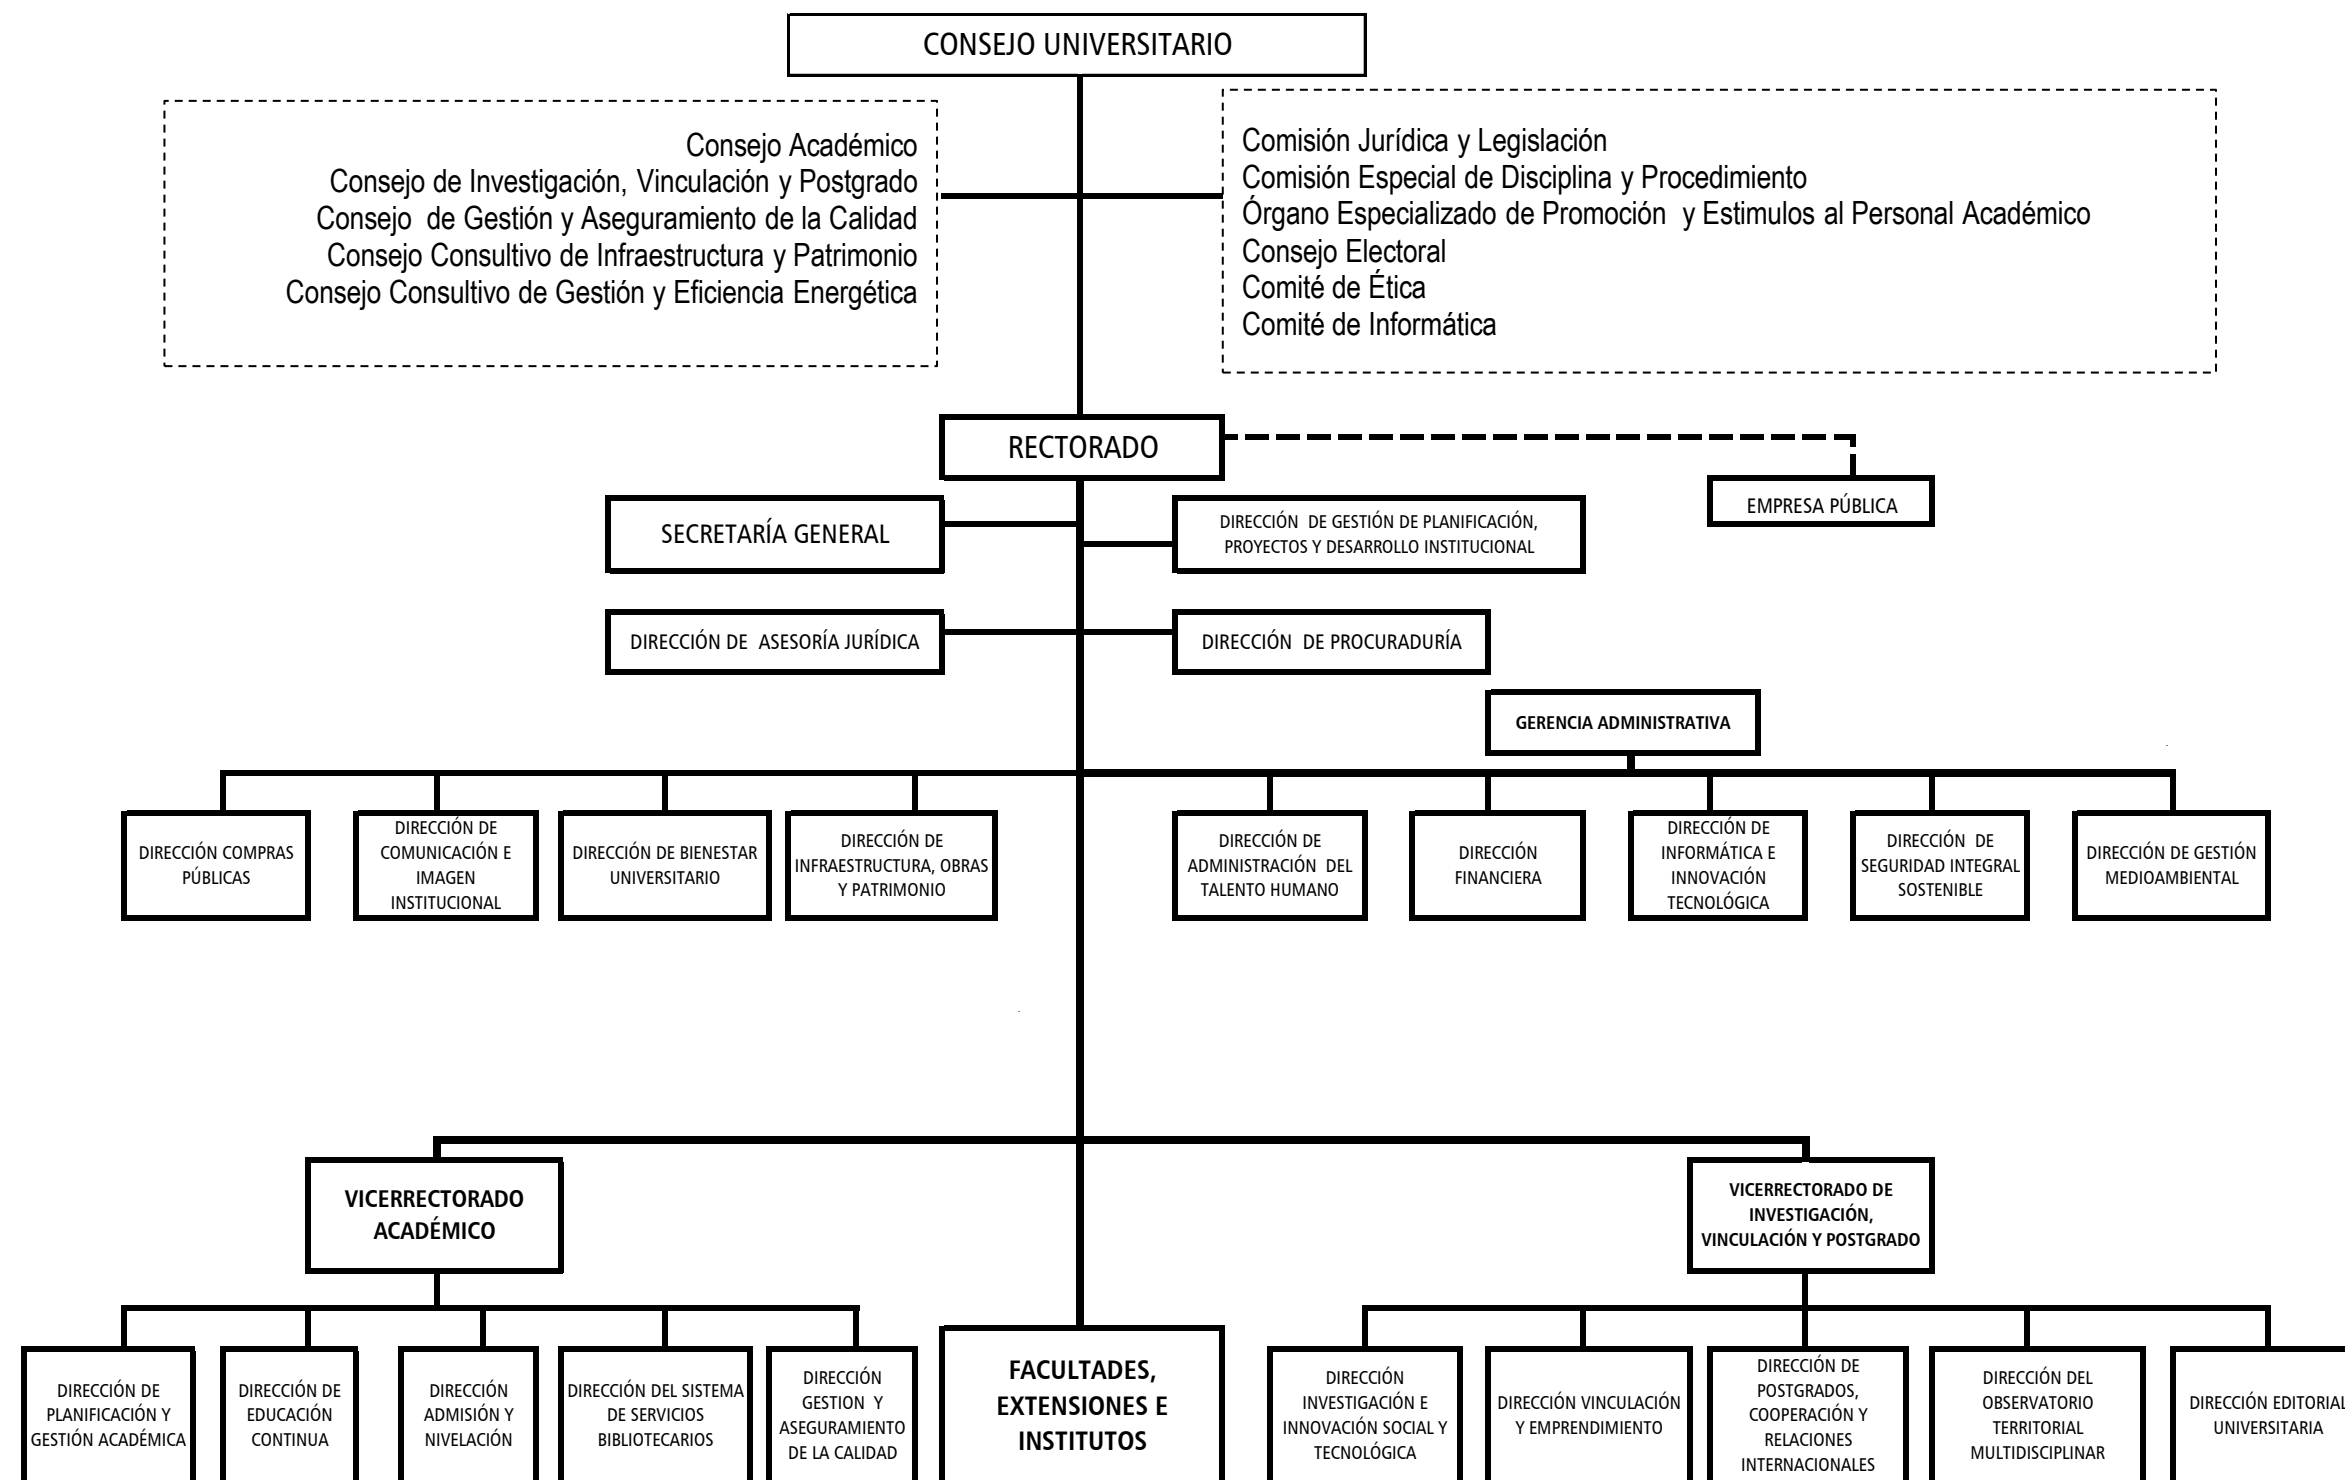 CONSEJO UNIVERSITARIO
Consejo Académico
Consejo de Investigación, Vinculación y Postgrado
Consejo  de Gestión y Aseguramiento de la Calidad
Consejo Consultivo de Infraestructura y Patrimonio
Consejo Consultivo de Gestión y Eficiencia Energética
Comisión Jurídica y Legislación
Comisión Especial de Disciplina y Procedimiento
Órgano Especializado de Promoción  y Estimulos al Personal Académico
Consejo Electoral
Comité de Ética
Comité de Informática
RECTORADO
EMPRESA PÚBLICA
SECRETARÍA GENERAL
DIRECCIÓN  DE GESTIÓN DE PLANIFICACIÓN,
PROYECTOS Y DESARROLLO INSTITUCIONAL
DIRECCIÓN DE  ASESORÍA JURÍDICA
DIRECCIÓN  DE PROCURADURÍA
GERENCIA ADMINISTRATIVA
DIRECCIÓN COMPRAS
PÚBLICAS
DIRECCIÓN DE
COMUNICACIÓN E
IMAGEN
INSTITUCIONAL
DIRECCIÓN DE BIENESTAR
UNIVERSITARIO
DIRECCIÓN DE
INFRAESTRUCTURA, OBRAS
Y PATRIMONIO
DIRECCIÓN DE
ADMINISTRACIÓN  DEL
TALENTO HUMANO
DIRECCIÓN
FINANCIERA
DIRECCIÓN DE
INFORMÁTICA E
INNOVACIÓN
TECNOLÓGICA
DIRECCIÓN  DE
SEGURIDAD INTEGRAL
SOSTENIBLE
DIRECCIÓN DE GESTIÓN
MEDIOAMBIENTAL
VICERRECTORADO
ACADÉMICO
VICERRECTORADO DE
INVESTIGACIÓN,
VINCULACIÓN Y POSTGRADO
DIRECCIÓN DE
PLANIFICACIÓN Y
GESTIÓN ACADÉMICA
DIRECCIÓN DE
EDUCACIÓN
CONTINUA
DIRECCIÓN
ADMISIÓN Y
NIVELACIÓN
DIRECCIÓN DEL SISTEMA
DE SERVICIOS
BIBLIOTECARIOS
DIRECCIÓN
GESTION  Y
ASEGURAMIENTO
DE LA CALIDAD
FACULTADES,
EXTENSIONES E
INSTITUTOS
DIRECCIÓN
INVESTIGACIÓN E
INNOVACIÓN SOCIAL Y
TECNOLÓGICA
DIRECCIÓN VINCULACIÓN
Y EMPRENDIMIENTO
DIRECCIÓN DE
POSTGRADOS,
COOPERACIÓN Y
RELACIONES
INTERNACIONALES
DIRECCIÓN DEL
OBSERVATORIO
TERRITORIAL
MULTIDISCIPLINAR
DIRECCIÓN EDITORIAL
UNIVERSITARIA